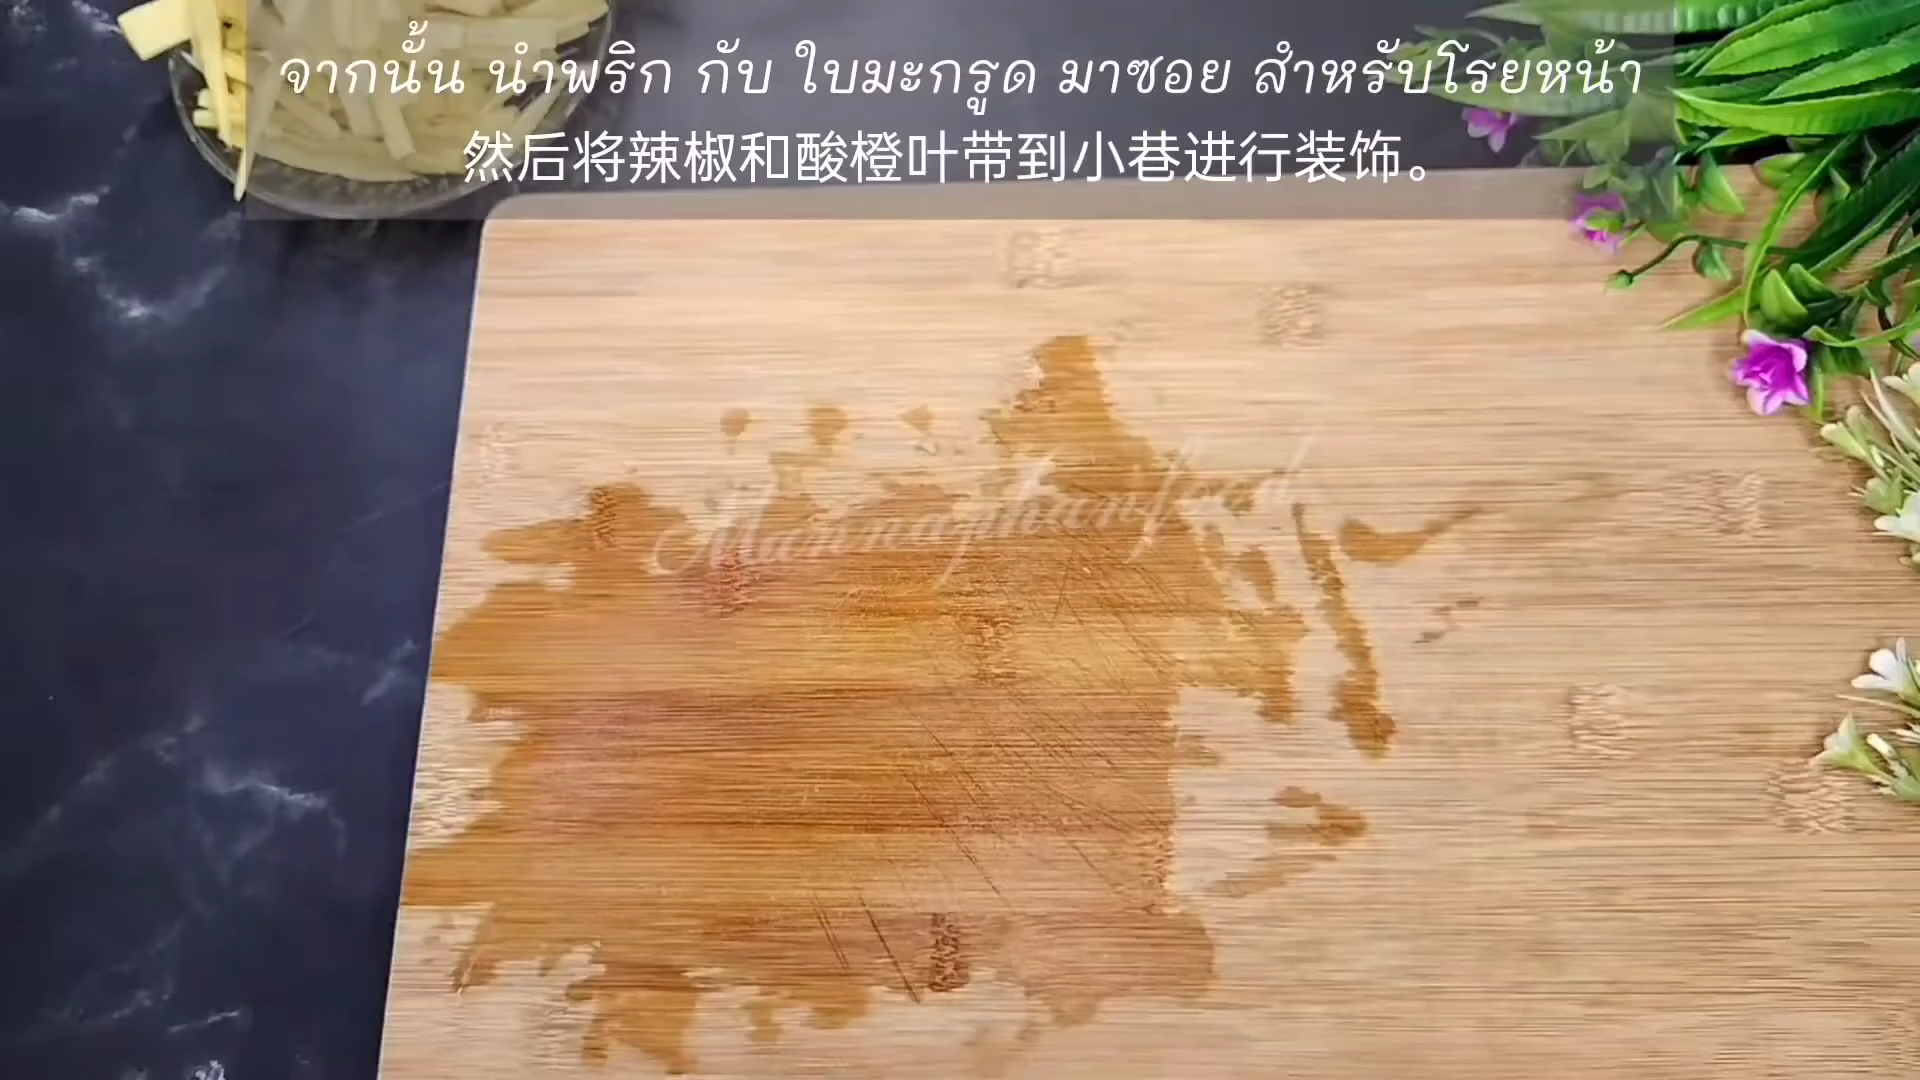 จากนั้น นำพริก กับ ใบมะกรูด มาซอย สำหรับโรยหน้า
然后将辣椒和酸橙叶带到小巷进行装饰。
Mannaphanfood